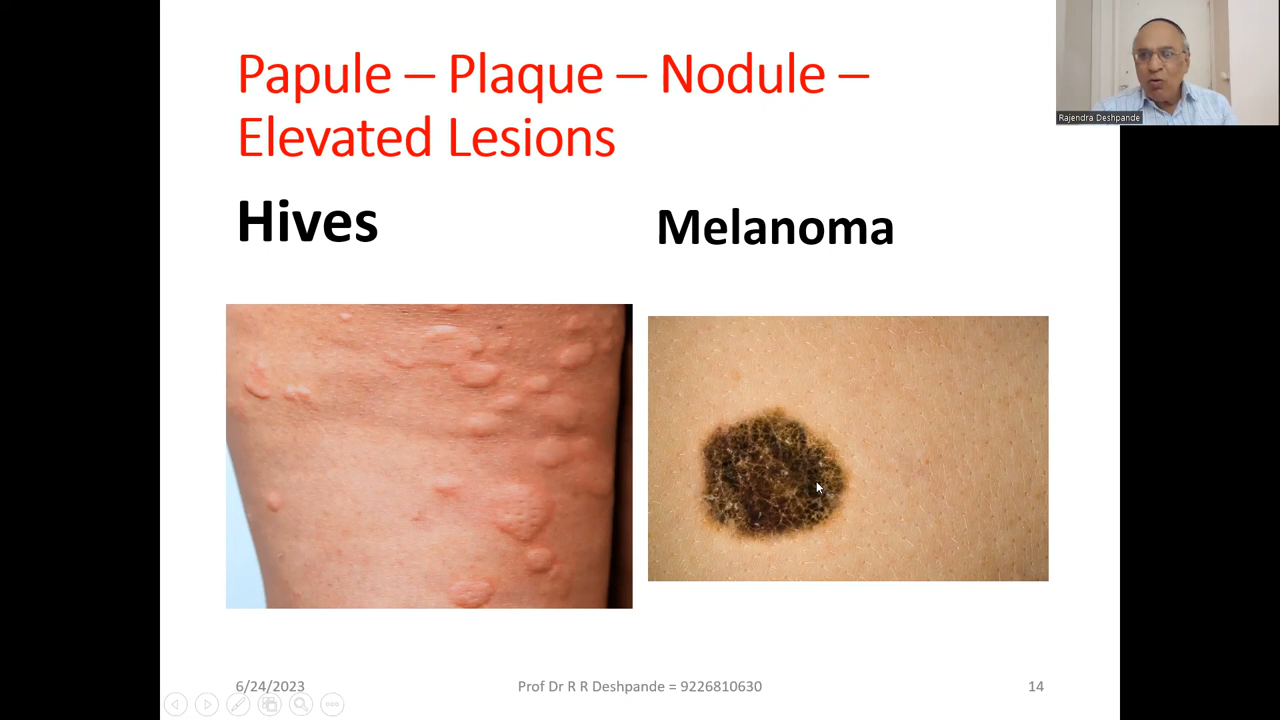 Papule – Plaque – Nodule –
Elevated Lesions
Hives
Melanoma
Rajendra Deshpande
6/24/2023
Prof Dr R R Deshpande = 9226810630
14